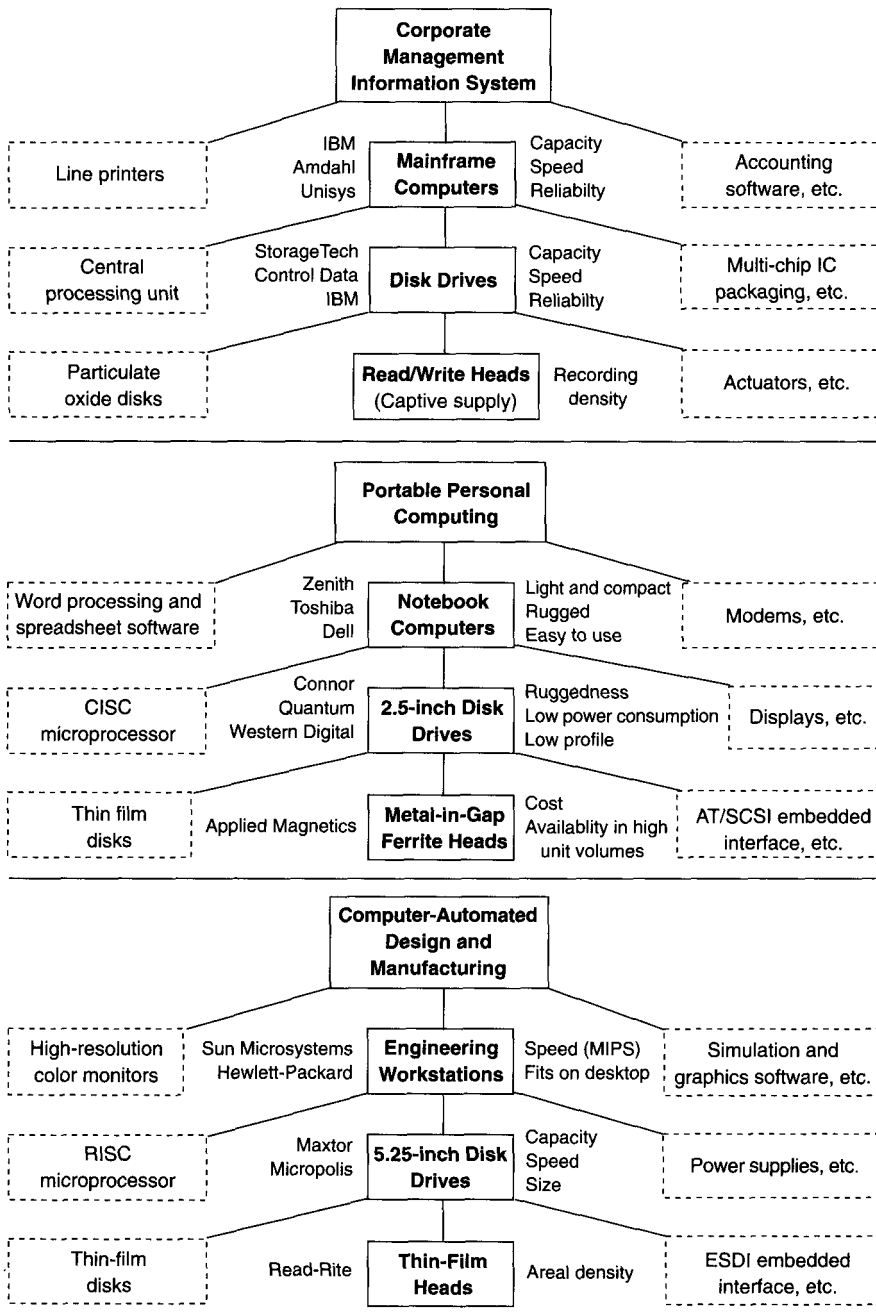 Corporate
Management
Information System
Line printers
IBM
Amdahl
Unisys
Mainframe
Computers
Capacity
Speed
Reliabilty
Accounting
software, etc.
Central
processing unit
StorageTech
Control Data
IBM
Disk Drives
Capacity
Speed
Reliabilty
Multi-chip IC
packaging, etc.
Particulate
oxide disks
Read/Write Heads
(Captive supply)
Recording
density
Actuators, etc.
Portable Personal
Computing
Word processing and
spreadsheet software
Zenith
Toshiba
Dell
Notebook
Computers
Light and compact
Rugged
Easy to use
Modems, etc.
CISC
microprocessor
Connor
Quantum
Western Digital
2.5-inch Disk
Drives
Ruggedness
Low power consumption
Low profile
Displays, etc.
Thin film
disks
Applied Magnetics
Metal-in-Gap
Ferrite Heads
Cost
Availablity in high
unit volumes
AT/SCSI embedded
interface, etc.
Computer-Automated
Design and
Manufacturing
High-resolution
color monitors
Sun Microsystems
Hewlett-Packard
Engineering
Workstations
Speed (MIPS)
Fits on desktop
Simulation and
graphics software, etc.
RISC
microprocessor
Maxtor
Micropolis
5.25-inch Disk
Drives
Capacity
Speed
Size
Power supplies, etc.
Thin-film
disks
Read-Rite
Thin-Film
Heads
Areal density
ESDI embedded
interface, etc.